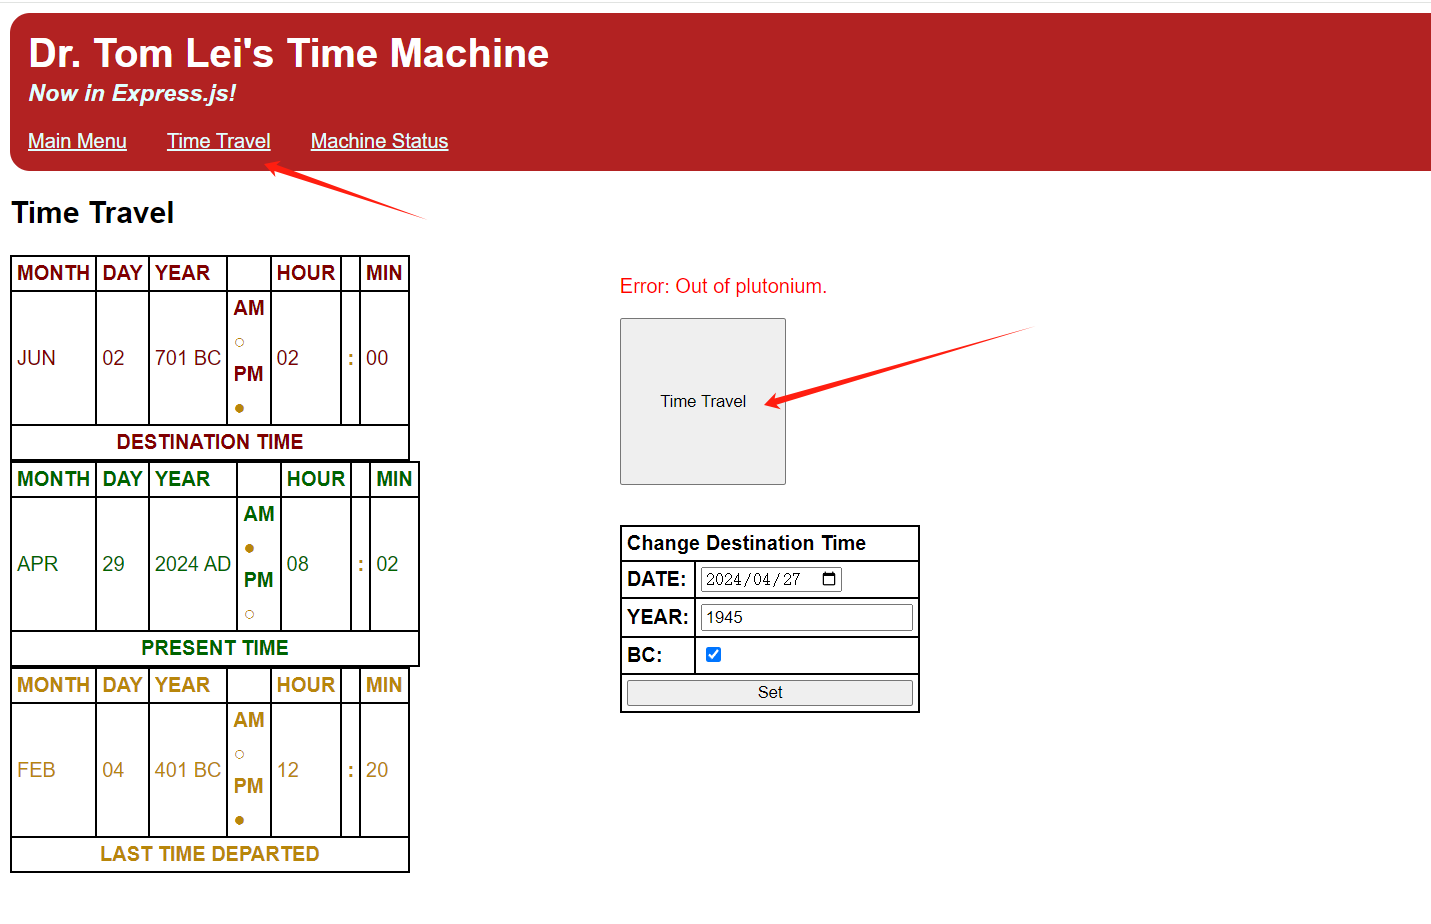 Dr. Tom Lei's Time Machine
Now in Express.js!
Main Menu Time Travel Machine Status
Time Travel
MONTH DAY YEAR HOUR MIN
JUN 02 701 BC AM PM 02 : 00
DESTINATION TIME
MONTH DAY YEAR HOUR MIN
APR 29 2024 AD AM PM 08 : 02
PRESENT TIME
MONTH DAY YEAR HOUR MIN
FEB 04 401 BC AM PM 12 : 20
LAST TIME DEPARTED
Error: Out of plutonium.
Time Travel
Change Destination Time
DATE: 2024/04/27
YEAR: 1945
BC:
Set